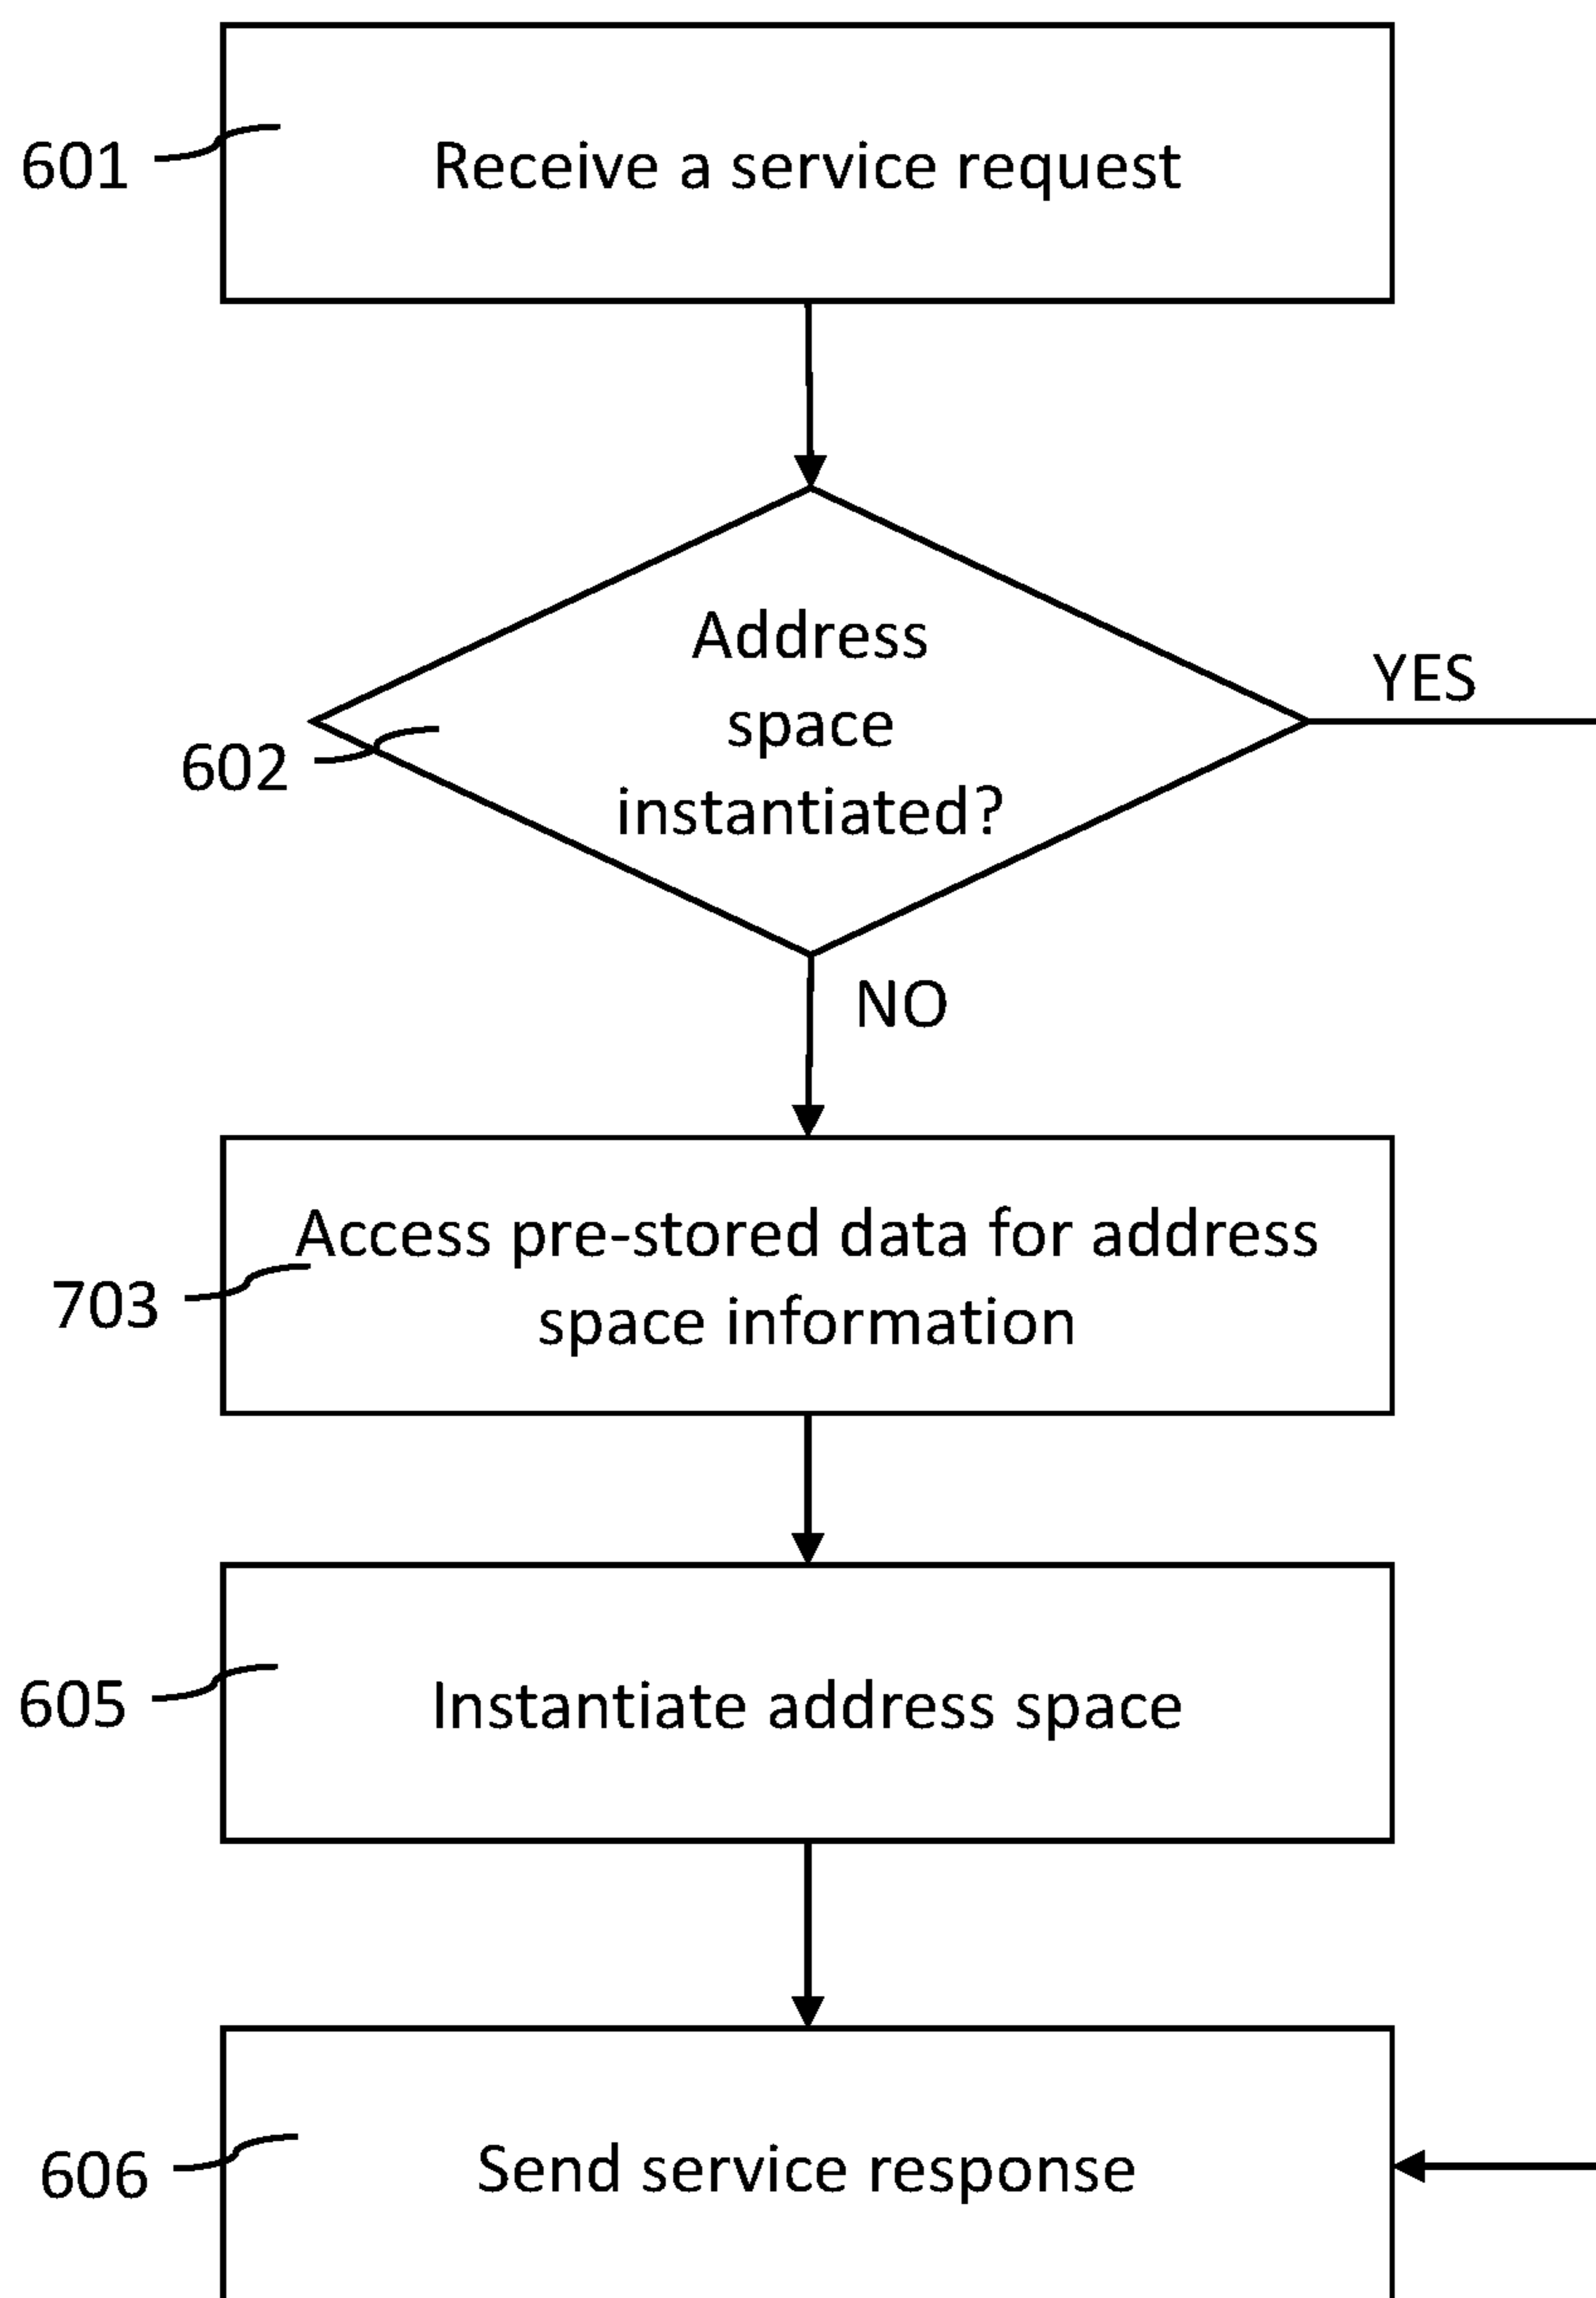 601
Receive a service request
Address
space
instantiated?
YES
602
NO
Access pre-stored data for address
space information
703
605
Instantiate address space
606
Send service response